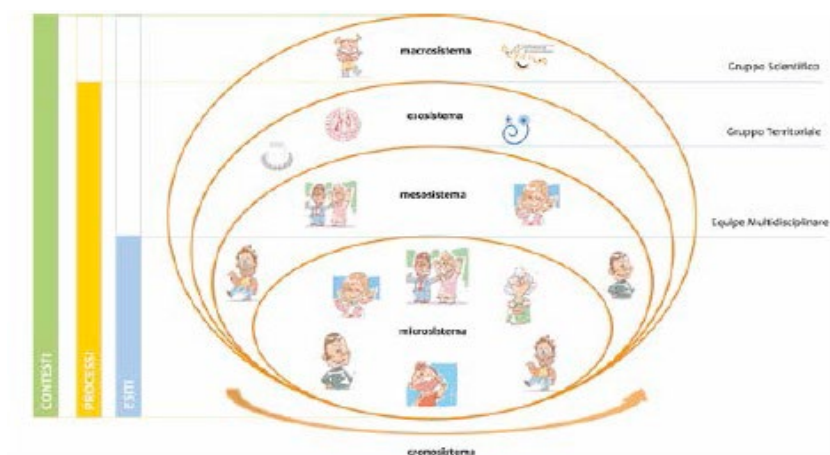 macrosistema
Gruppo Scientifico
esosistema
Gruppo Territoriale
mesosistema
Equipe Multidisciplinare
microsistema
CONTESTI
PROCESSI
ESITI
cronosistema